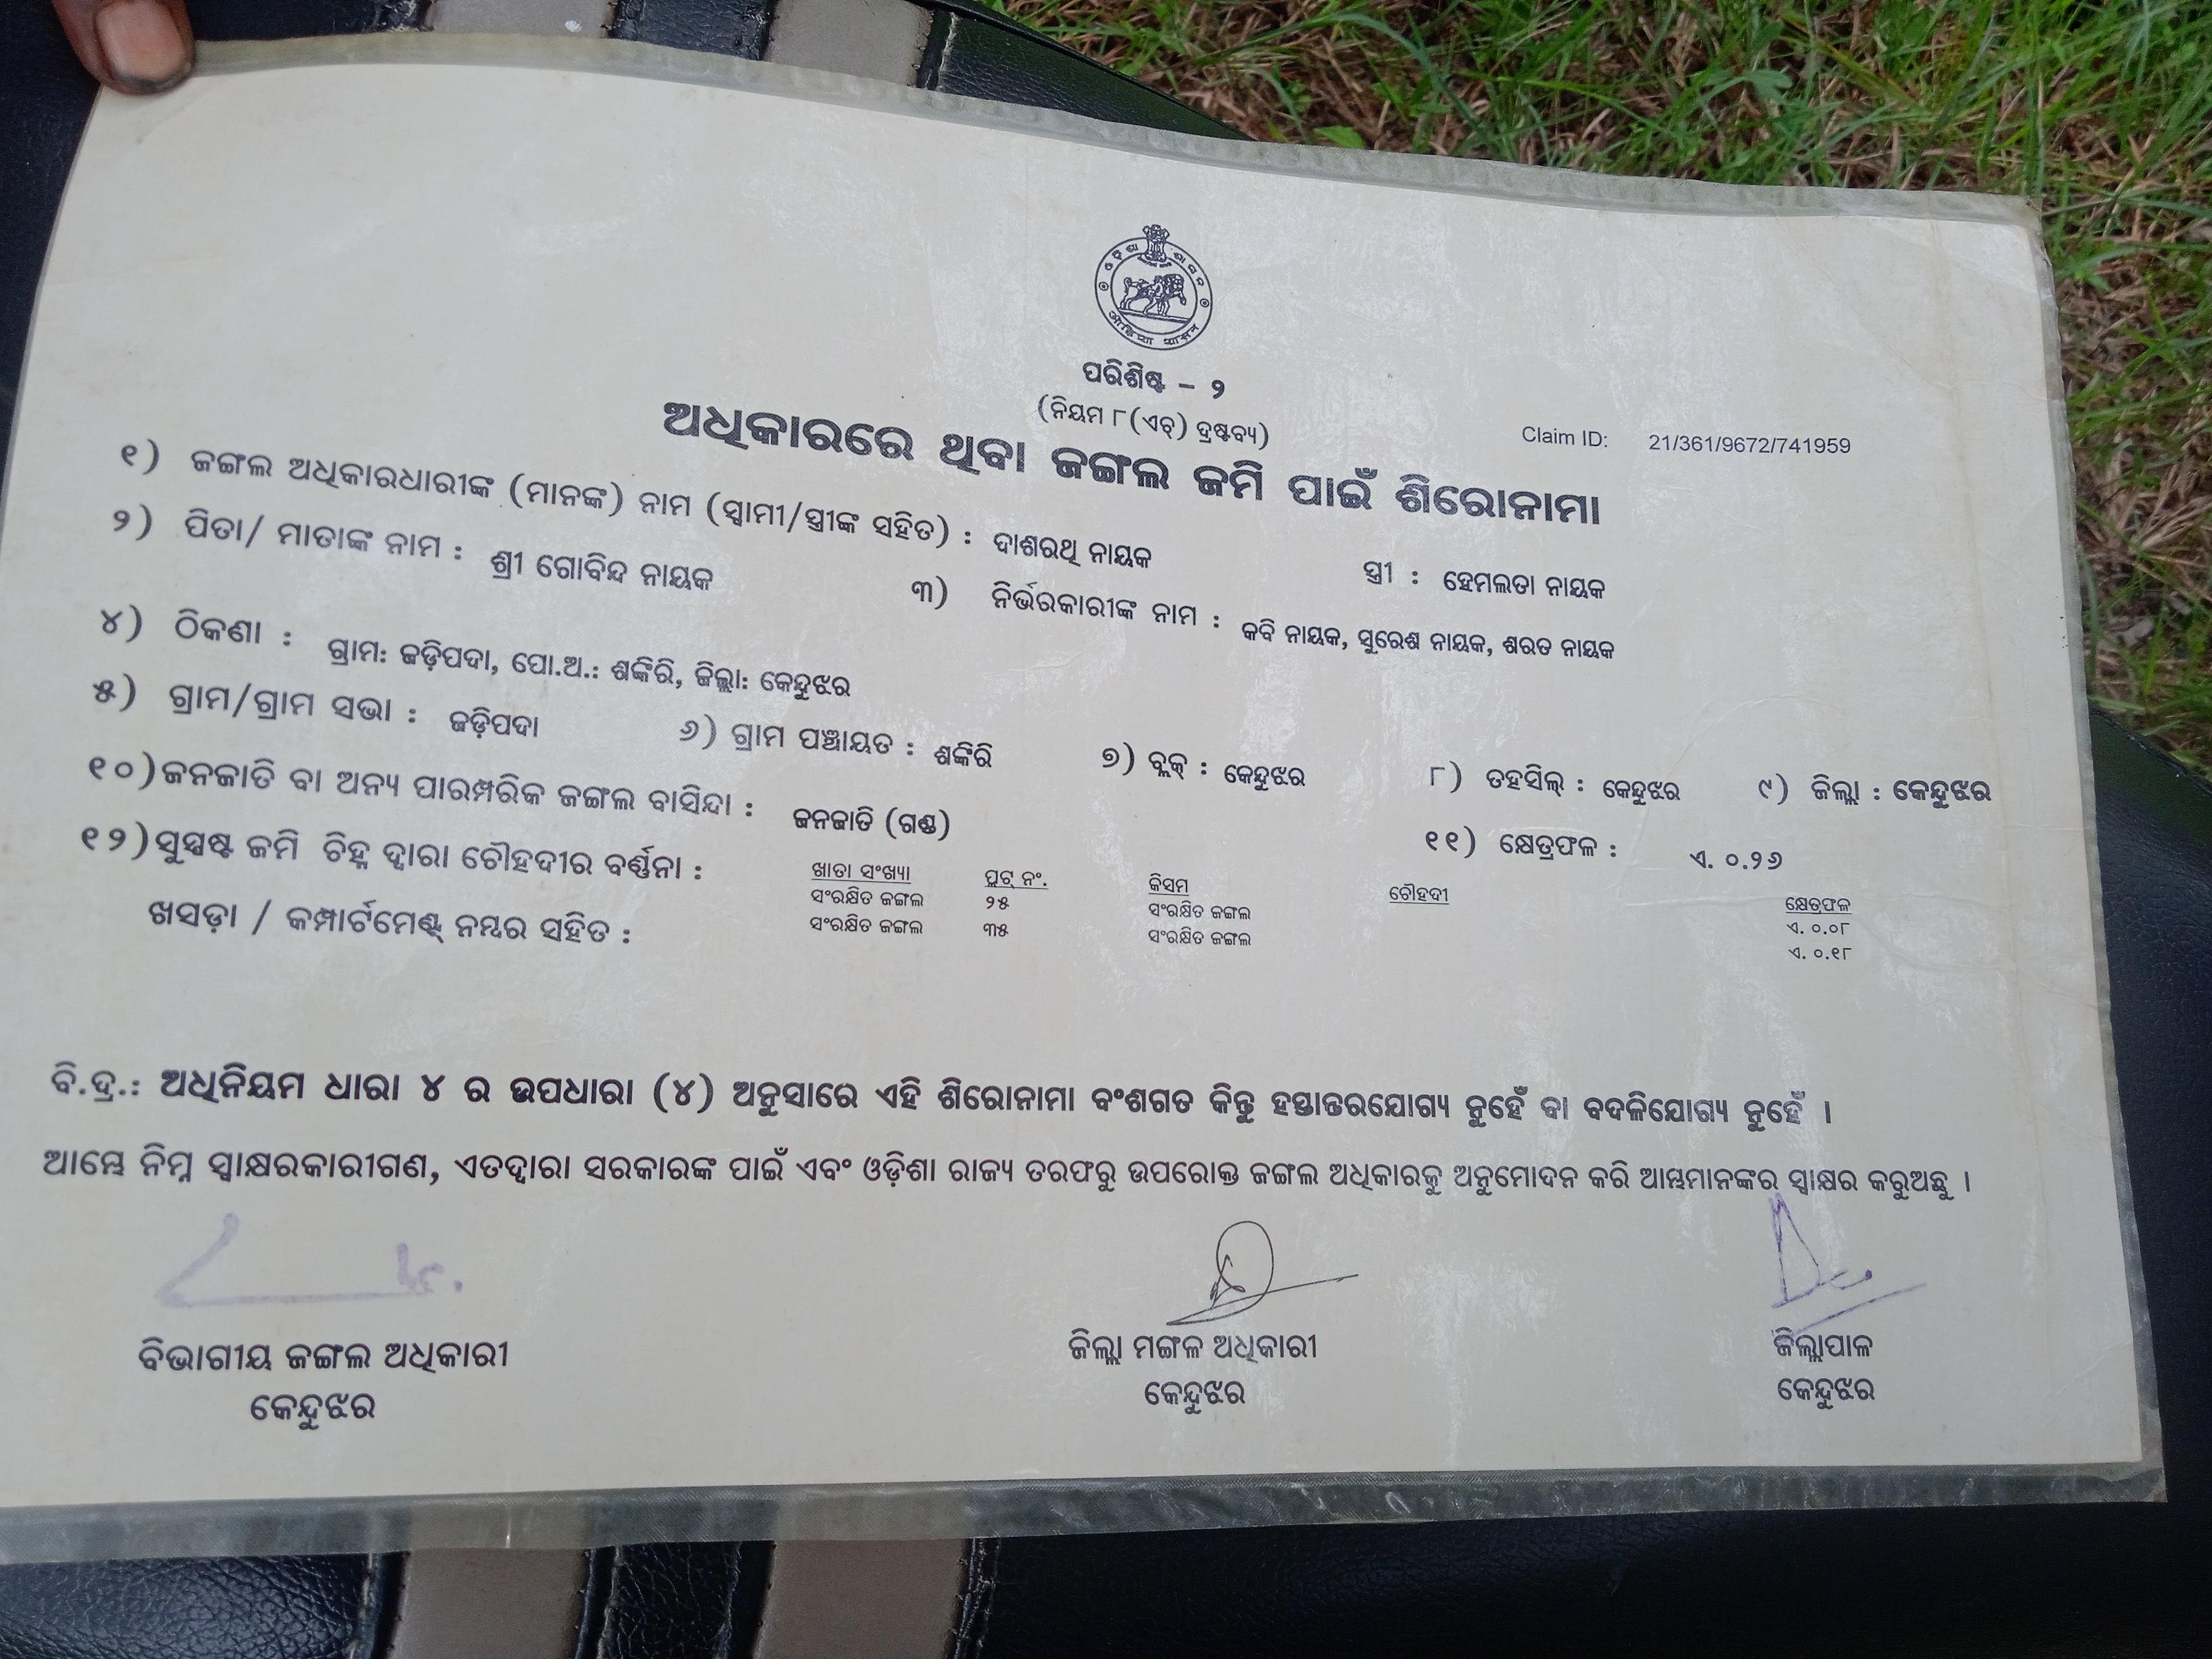 ଓଡ଼ିଶା ଶାସନ
ପରିଶିଷ୍ଟ – ୨
(ନିୟମ ୮(ଏଚ୍) ଦ୍ରଷ୍ଟବ୍ୟ)
Claim ID: 21/361/9672/741959
ଅଧିକାରରେ ଥିବା ଜଙ୍ଗଲ ଜମି ପାଇଁ ଶିରୋନାମା
୧) ଜଙ୍ଗଲ ଅଧିକାରଧାରୀଙ୍କ (ମାନଙ୍କ) ନାମ (ସ୍ୱାମୀ/ସ୍ତ୍ରୀଙ୍କ ସହିତ) : ଦାଶରଥି ନାୟକ ସ୍ତ୍ରୀ : ହେମଲତା ନାୟକ
୨) ପିତା/ ମାତାଙ୍କ ନାମ : ଶ୍ରୀ ଗୋବିନ୍ଦ ନାୟକ ୩) ନିର୍ଭରକାରୀଙ୍କ ନାମ : କବି ନାୟକ, ସୁରେଶ ନାୟକ, ଶରତ ନାୟକ
୪) ଠିକଣା : ଗ୍ରାମ: ଜଡ଼ିପଦା, ପୋ.ଅ.: ଶଙ୍କିରି, ଜିଲ୍ଲା: କେନ୍ଦୁଝର
୫) ଗ୍ରାମ/ଗ୍ରାମ ସଭା : ଜଡ଼ିପଦା ୬) ଗ୍ରାମ ପଞ୍ଚାୟତ : ଶଙ୍କିରି ୭) ବ୍ଲକ୍ : କେନ୍ଦୁଝର ୮) ତହସିଲ୍ : କେନ୍ଦୁଝର ୯) ଜିଲ୍ଲା : କେନ୍ଦୁଝର
୧୦) ଜନଜାତି ବା ଅନ୍ୟ ପାରମ୍ପରିକ ଜଙ୍ଗଲ ବାସିନ୍ଦା : ଜନଜାତି (ଗଣ୍ଡ) ୧୧) କ୍ଷେତ୍ରଫଳ : ଏ. ୦.୨୬
୧୨) ସୁସ୍ପଷ୍ଟ ଜମି ଚିହ୍ନ ଦ୍ୱାରା ଚୌହଦୀର ବର୍ଣ୍ଣନା :
ଖସଡ଼ା / କମ୍ପାର୍ଟମେଣ୍ଟ୍ ନମ୍ବର ସହିତ :
ଖାତା ସଂଖ୍ୟା ପ୍ଲଟ୍ ନଂ. କିସମ ଚୌହଦୀ କ୍ଷେତ୍ରଫଳ
ସଂରକ୍ଷିତ ଜଙ୍ଗଲ ୨୫ ସଂରକ୍ଷିତ ଜଙ୍ଗଲ ଏ. ୦.୦୮
ସଂରକ୍ଷିତ ଜଙ୍ଗଲ ୩୫ ସଂରକ୍ଷିତ ଜଙ୍ଗଲ ଏ. ୦.୧୮
ବି.ଦ୍ର.: ଅଧିନିୟମ ଧାରା ୪ ର ଉପଧାରା (୪) ଅନୁସାରେ ଏହି ଶିରୋନାମା ବଂଶଗତ କିନ୍ତୁ ହସ୍ତାନ୍ତରଯୋଗ୍ୟ ନୁହେଁ ବା ବଦଳିଯୋଗ୍ୟ ନୁହେଁ ।
ଆମ୍ଭେ ନିମ୍ନ ସ୍ୱାକ୍ଷରକାରୀଗଣ, ଏତଦ୍ୱାରା ସରକାରଙ୍କ ପାଇଁ ଏବଂ ଓଡ଼ିଶା ରାଜ୍ୟ ତରଫରୁ ଉପରୋକ୍ତ ଜଙ୍ଗଲ ଅଧିକାରକୁ ଅନୁମୋଦନ କରି ଆମ୍ଭମାନଙ୍କର ସ୍ୱାକ୍ଷର କରୁଅଛୁ ।
ବିଭାଗୀୟ ଜଙ୍ଗଲ ଅଧିକାରୀ ଜିଲ୍ଲା ମଙ୍ଗଳ ଅଧିକାରୀ ଜିଲ୍ଲାପାଳ
କେନ୍ଦୁଝର କେନ୍ଦୁଝର କେନ୍ଦୁଝର